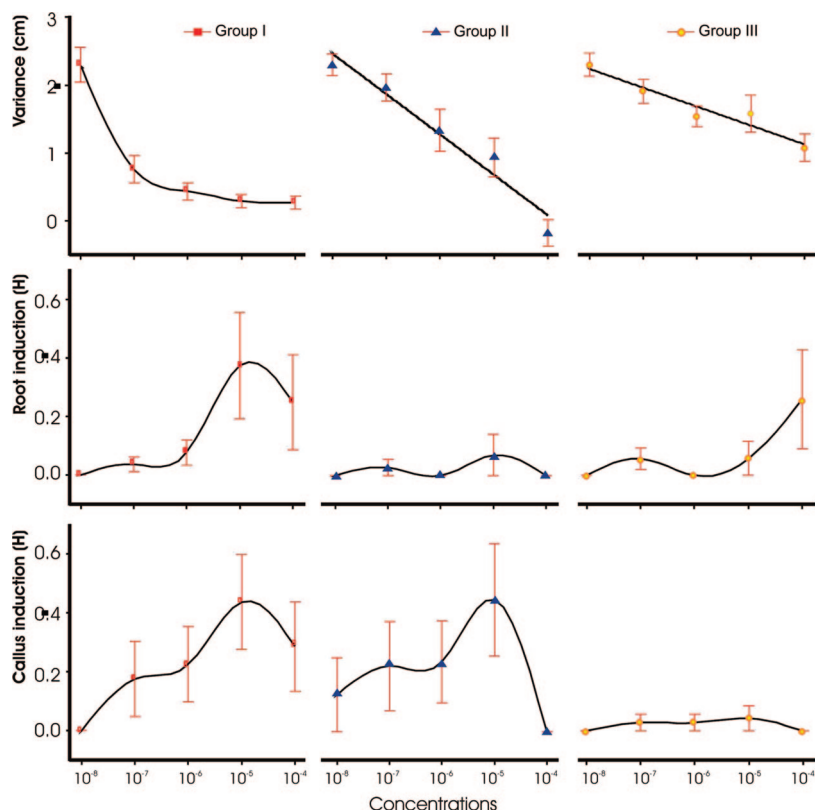 Variance (cm)
3
2
1
0
Group I
Group II
Group III
Root induction (H)
0.6
0.4
0.2
0.0
Callus induction (H)
0.6
0.4
0.2
0.0
10-8 10-7 10-6 10-5 10-4
10-8 10-7 10-6 10-5 10-4
10-8 10-7 10-6 10-5 10-4
Concentrations